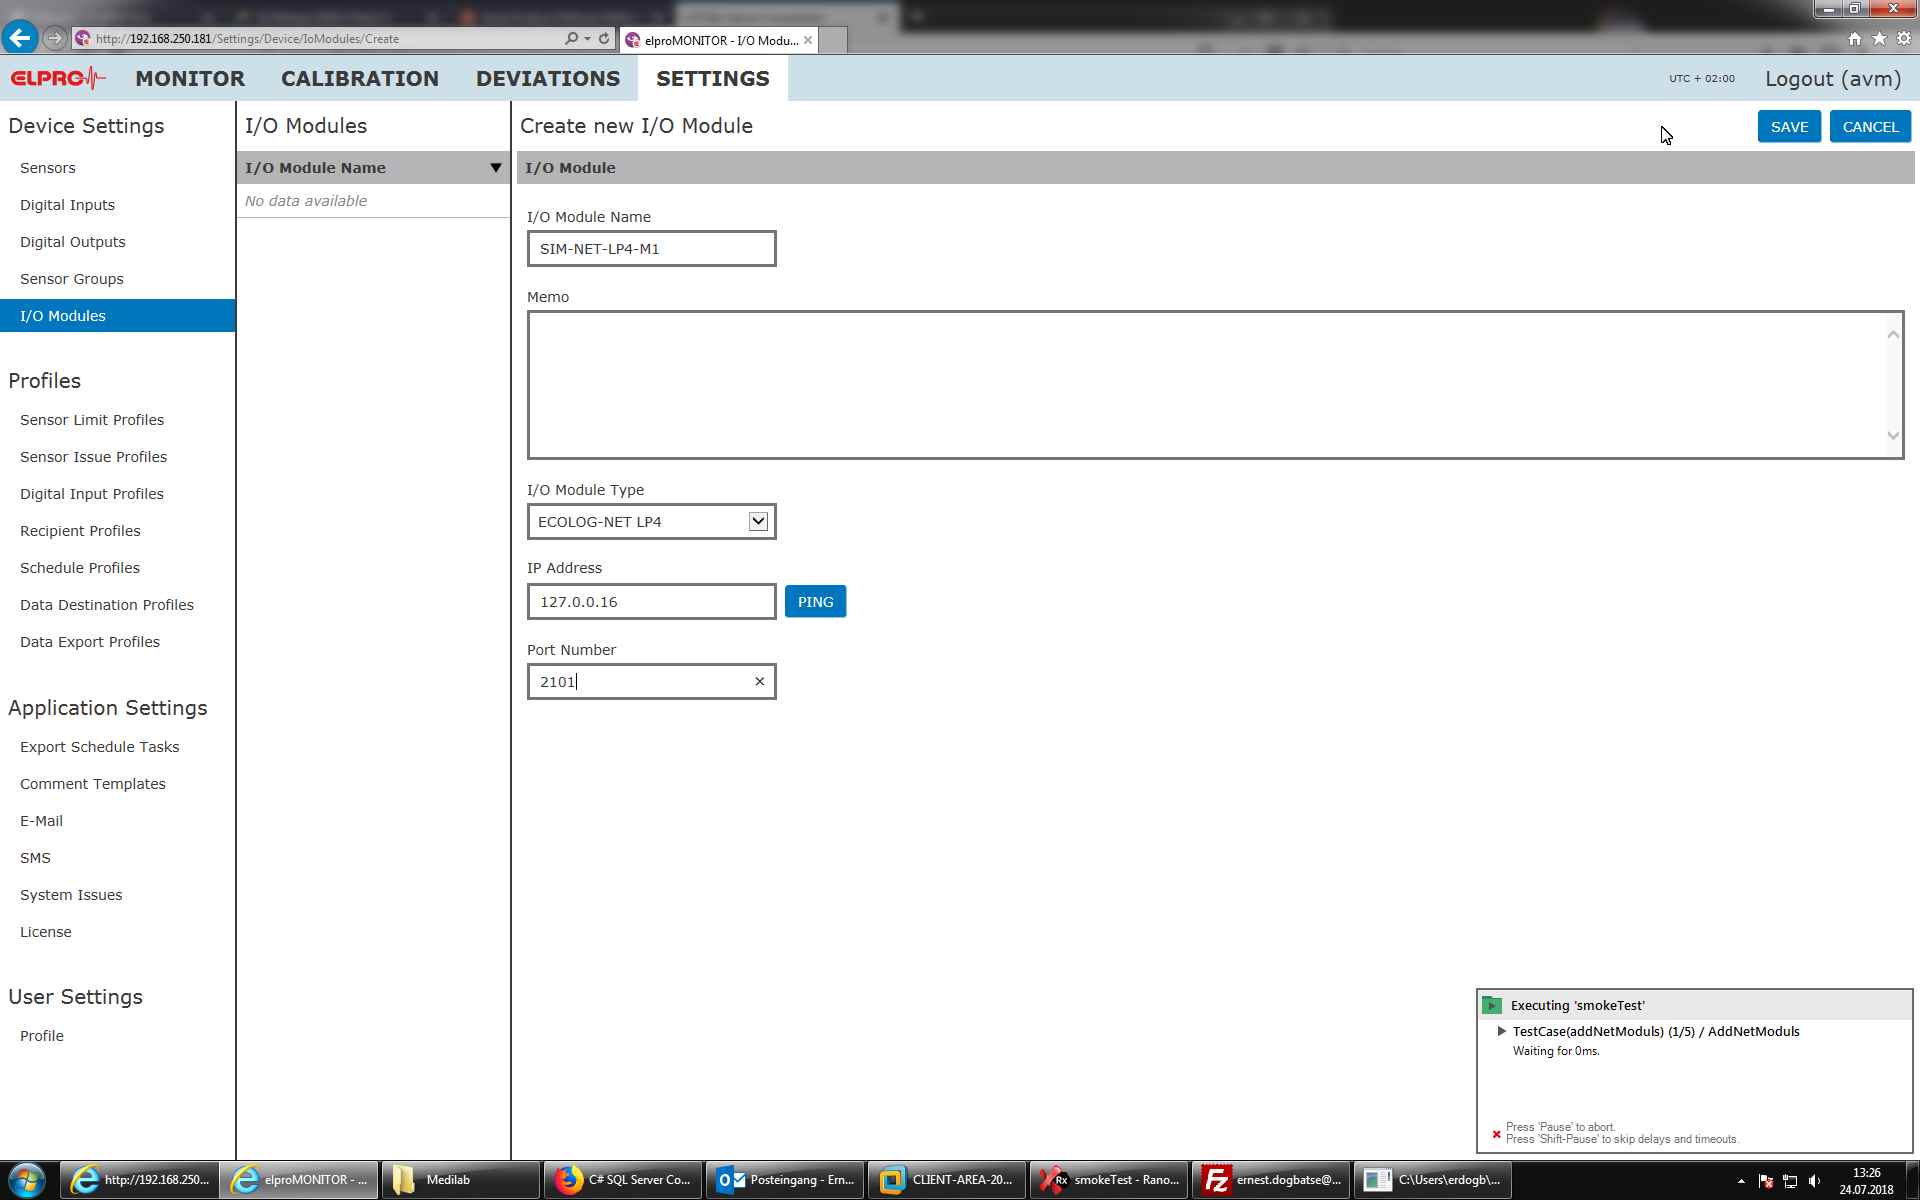 http://192.168.250.181/Settings/Device/IoModules/Create
elproMONITOR - I/O Modu...
ELPRO
MONITOR
CALIBRATION
DEVIATIONS
SETTINGS
UTC + 02:00
Logout (avm)
Device Settings
Sensors
Digital Inputs
Digital Outputs
Sensor Groups
I/O Modules
Profiles
Sensor Limit Profiles
Sensor Issue Profiles
Digital Input Profiles
Recipient Profiles
Schedule Profiles
Data Destination Profiles
Data Export Profiles
Application Settings
Export Schedule Tasks
Comment Templates
E-Mail
SMS
System Issues
License
User Settings
Profile
I/O Modules
I/O Module Name
No data available
Create new I/O Module
SAVE
CANCEL
I/O Module
I/O Module Name
SIM-NET-LP4-M1
Memo
I/O Module Type
ECOLOG-NET LP4
IP Address
127.0.0.16
PING
Port Number
2101
Executing 'smokeTest'
TestCase(addNetModuls) (1/5) / AddNetModuls
Waiting for 0ms.
Press 'Pause' to abort.
Press 'Shift-Pause' to skip delays and timeouts.
http://192.168.250...
elproMONITOR - ...
Medilab
C# SQL Server Co...
Posteingang - Ern...
CLIENT-AREA-20...
smokeTest - Rano...
ernest.dogbatse@...
C:\Users\erdogb\...
13:26
24.07.2018